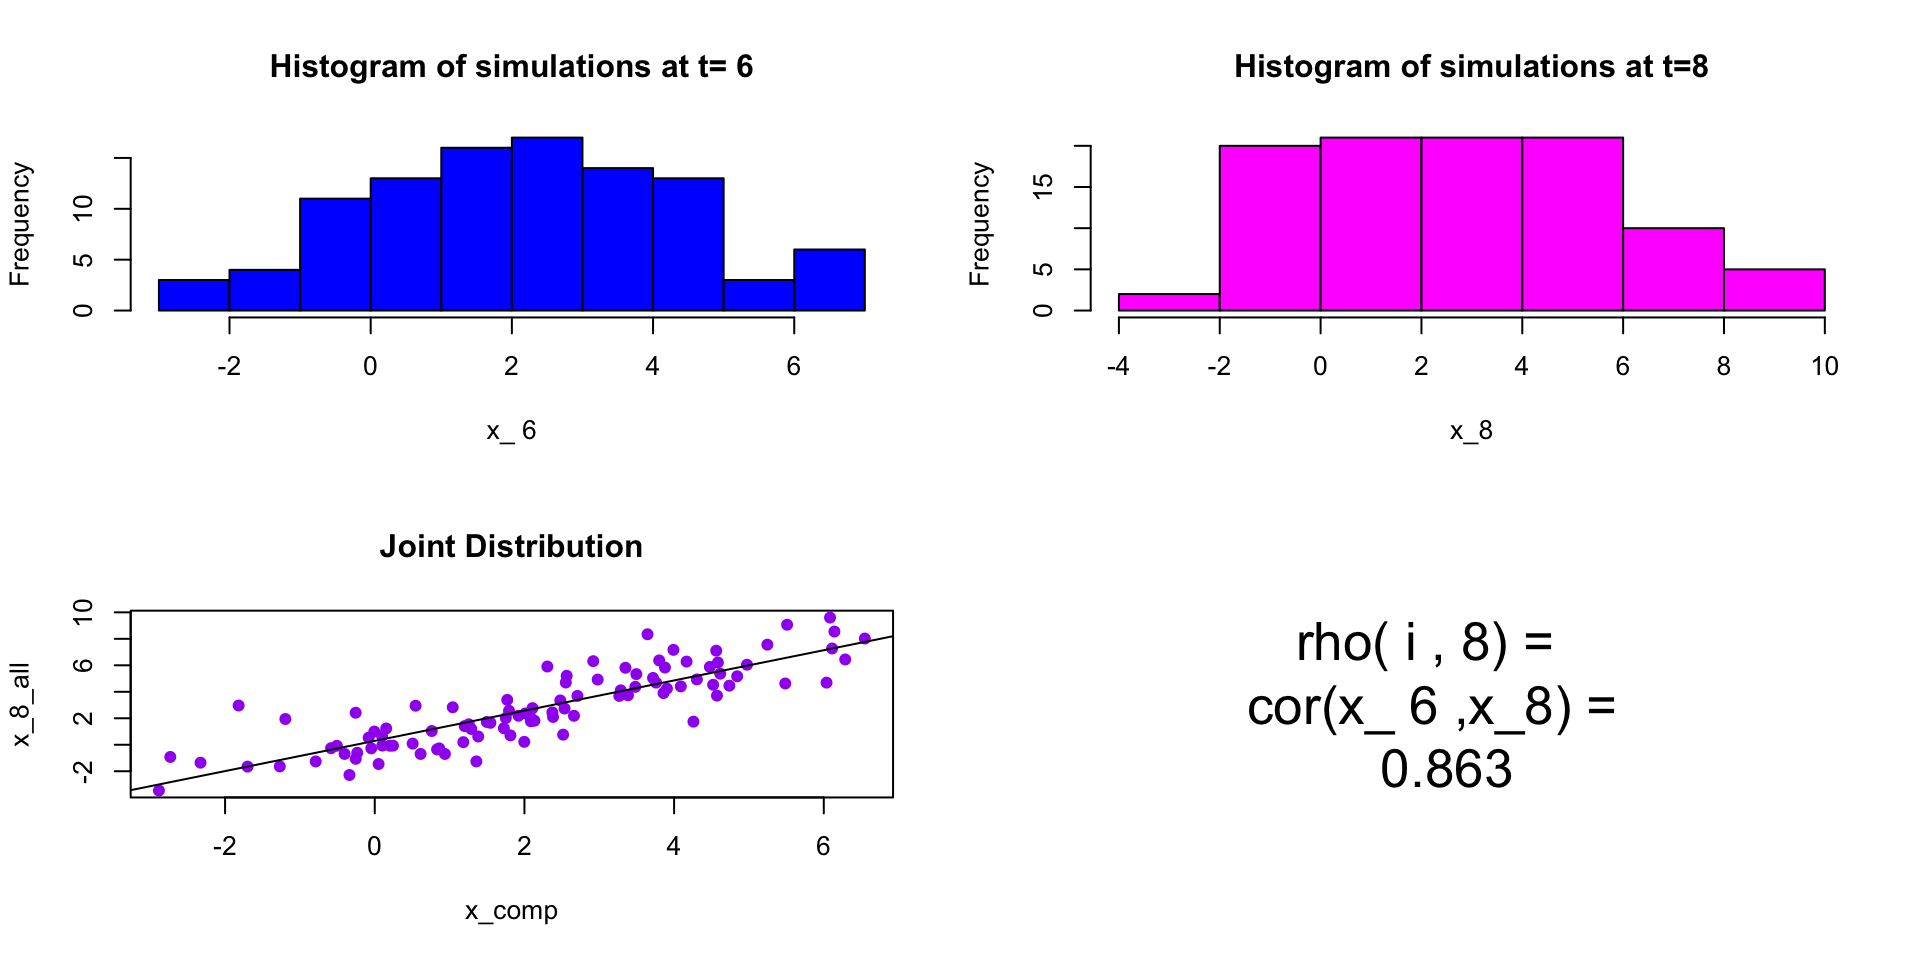 Histogram of simulations at t= 6
Frequency
0
5
10
-2 0 2 4 6
x_ 6
Histogram of simulations at t=8
Frequency
0
5
15
-4 -2 0 2 4 6 8 10
x_8
Joint Distribution
x_8_all
-2
2
6
10
-2 0 2 4 6
x_comp
rho( i , 8) =
cor(x_ 6 ,x_8) =
0.863